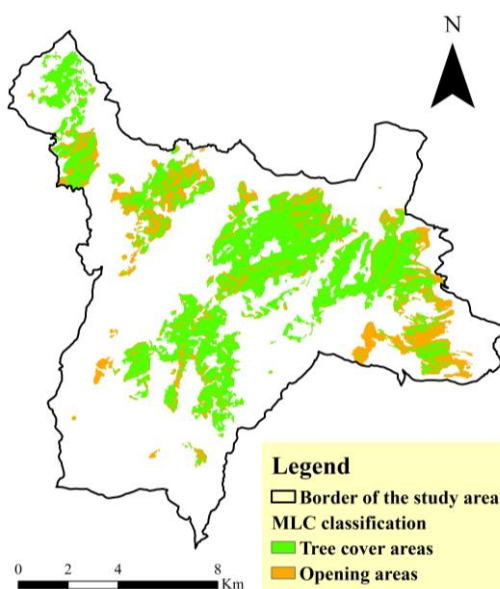 N
Legend
Border of the study area
MLC classification
Tree cover areas
Opening areas
0 2 4 8
Km